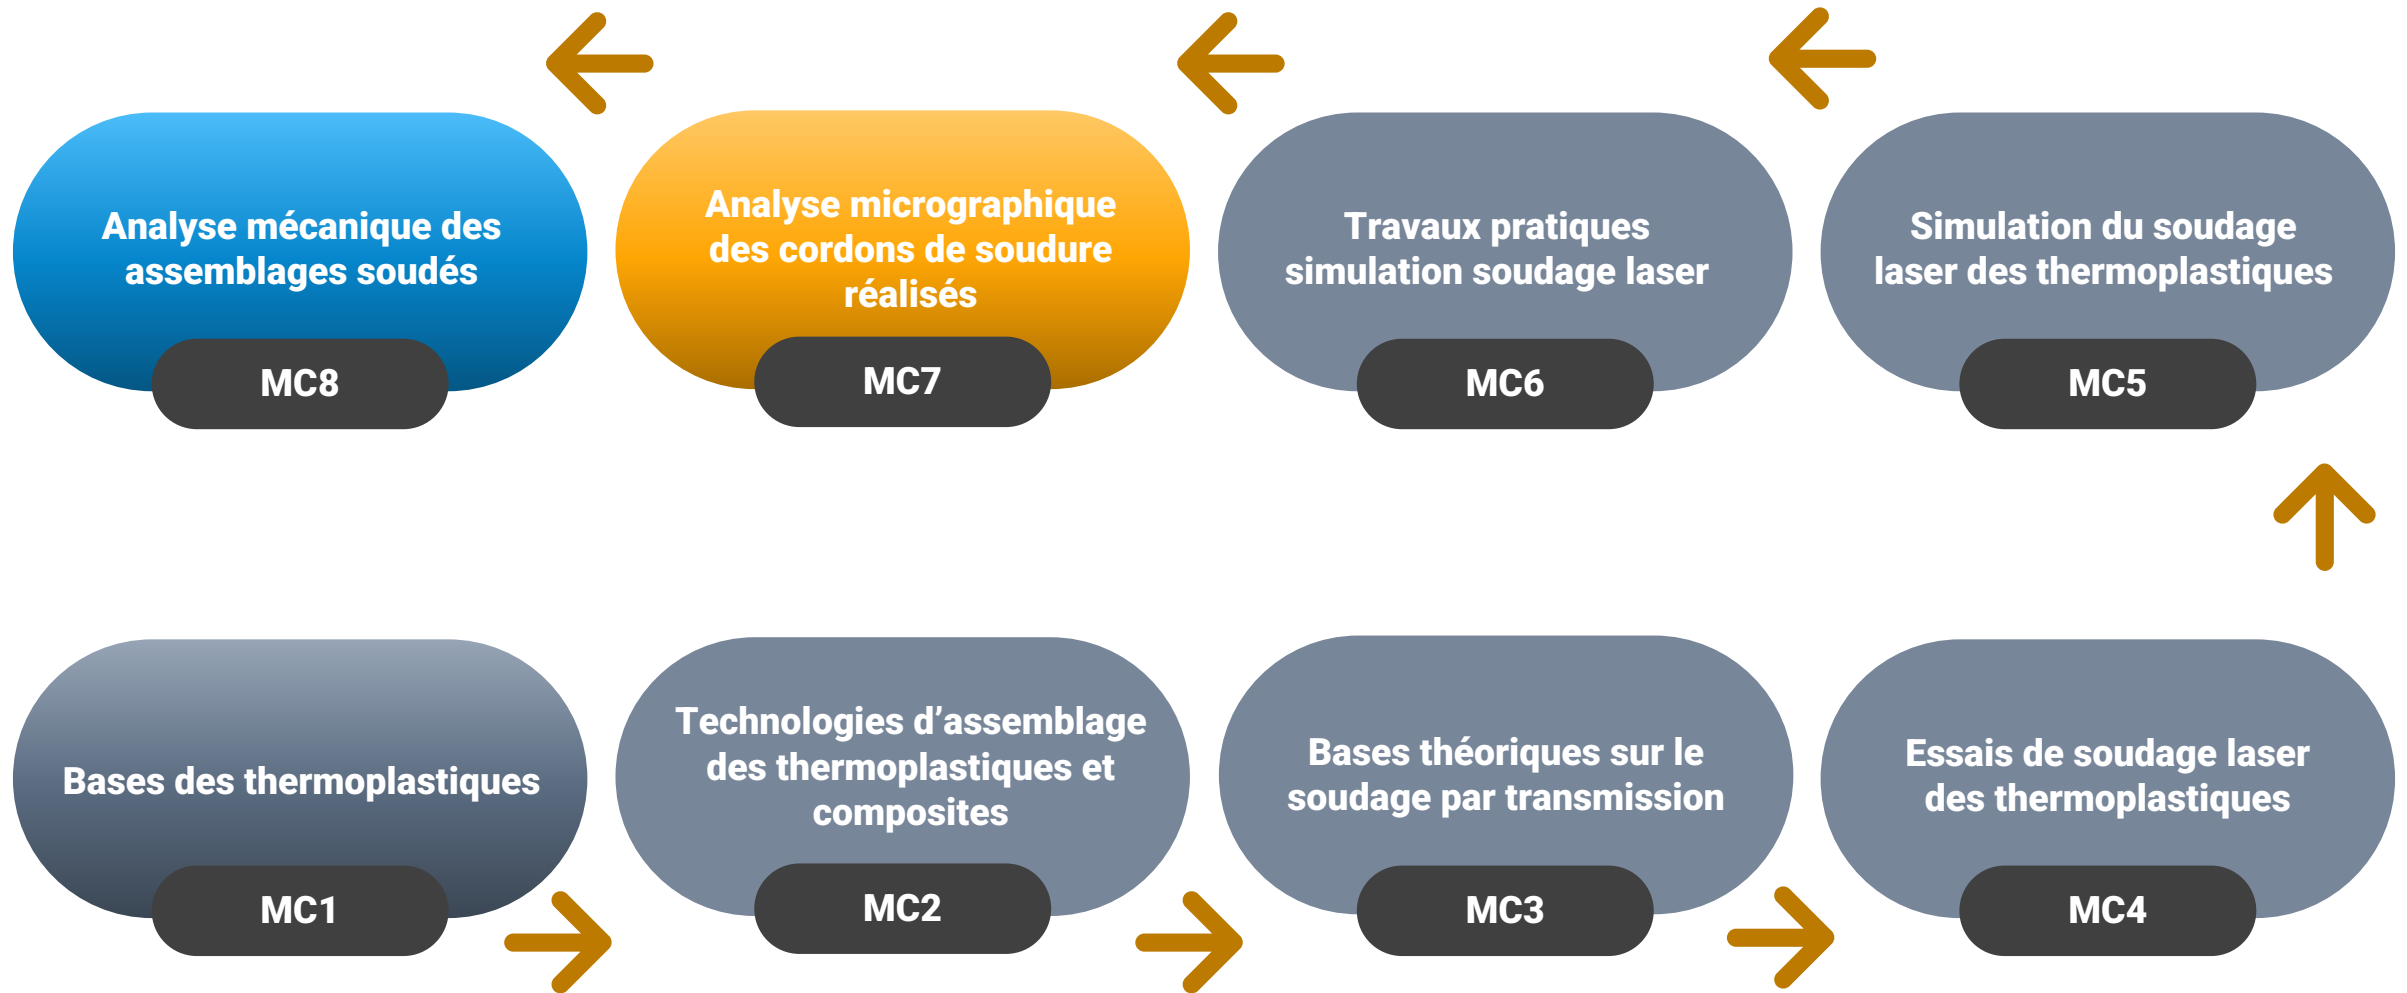 Analyse mécanique des
assemblages soudés
MC8
Analyse micrographique
des cordons de soudure
réalisés
MC7
Travaux pratiques
simulation soudage laser
MC6
Simulation du soudage
laser des thermoplastiques
MC5
Bases des thermoplastiques
MC1
Technologies d’assemblage
des thermoplastiques et
composites
MC2
Bases théoriques sur le
soudage par transmission
MC3
Essais de soudage laser
des thermoplastiques
MC4